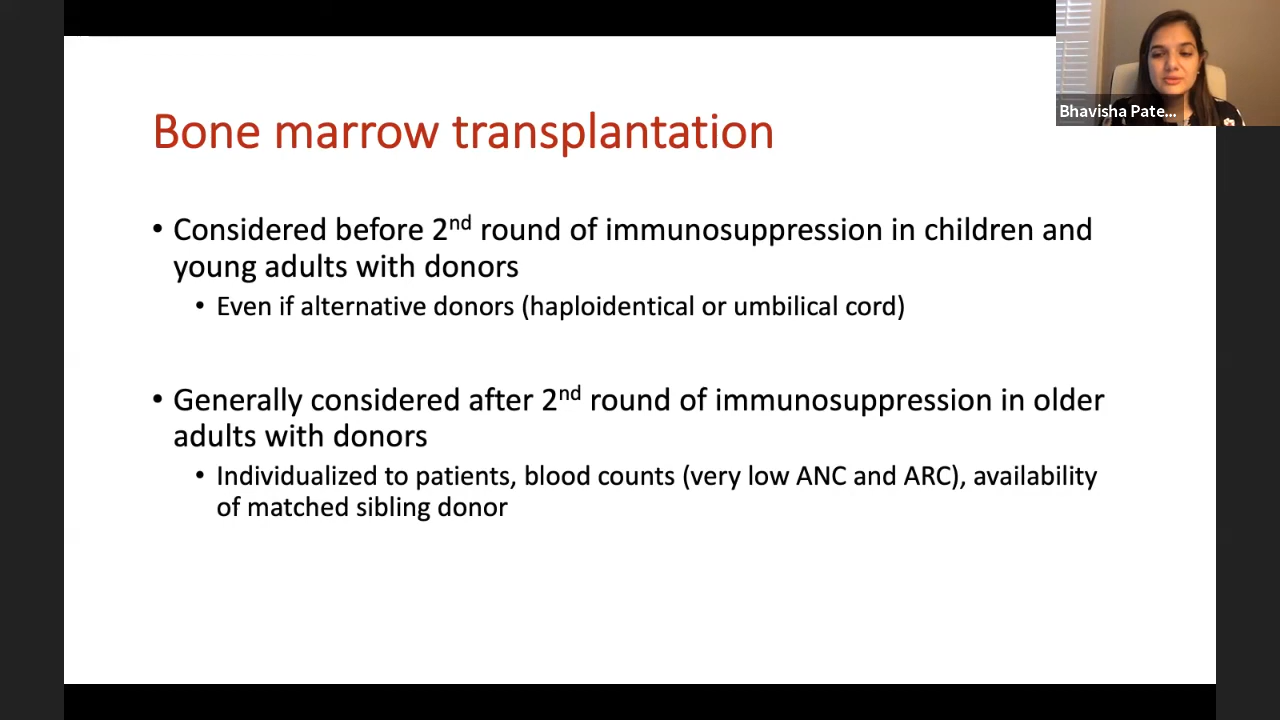 Bone marrow transplantation
Bhavisha Pate...
• Considered before 2nd round of immunosuppression in children and
young adults with donors
• Even if alternative donors (haploidentical or umbilical cord)
• Generally considered after 2nd round of immunosuppression in older
adults with donors
• Individualized to patients, blood counts (very low ANC and ARC), availability
of matched sibling donor